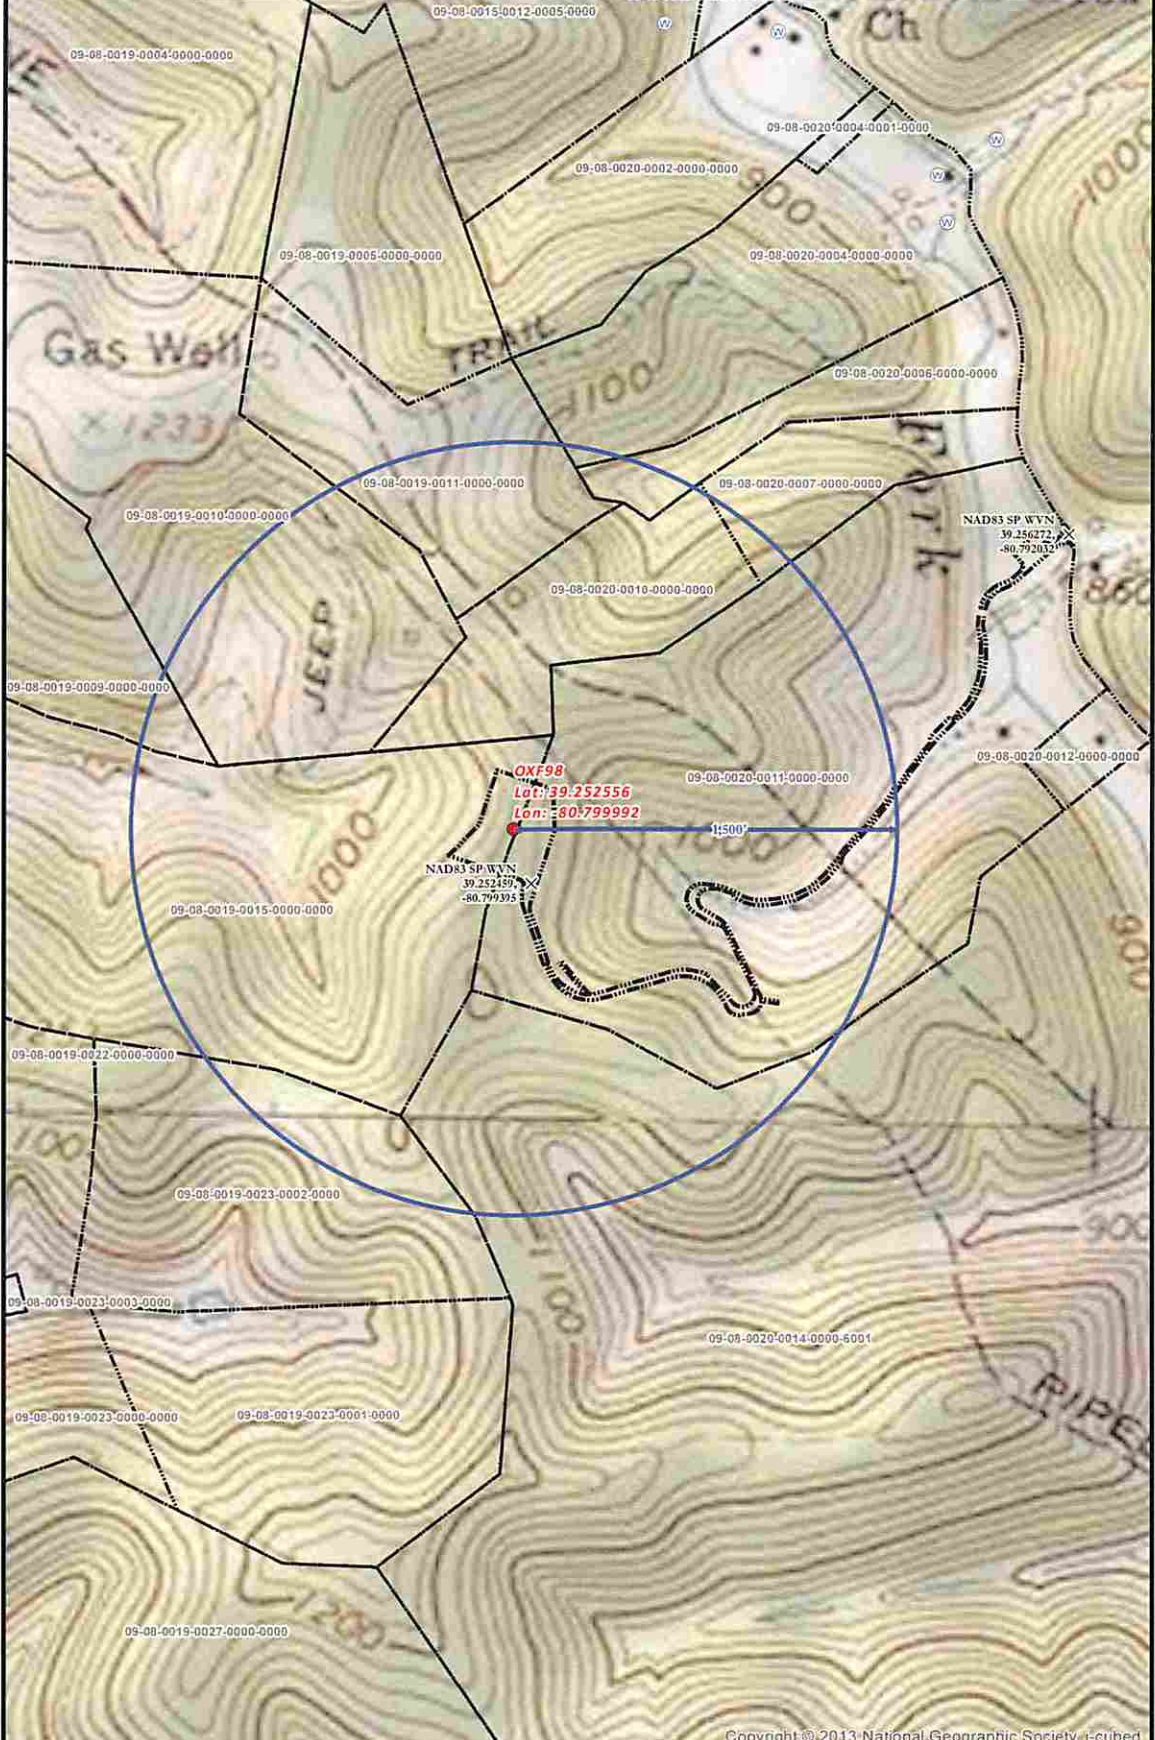 09-08-0015-0012-0005-0000
Ch
09-08-0019-0004-0000-0000
W
W
09-08-0020-0004-0001-0000
W
1000
09-08-0020-0002-0000-0000
W
900
W
09-08-0019-0005-0000-0000
09-08-0020-0004-0000-0000
Gas Well
TRAIL
1100
09-08-0020-0006-0000-0000
× 1233
Fork
09-08-0019-0011-0000-0000
09-08-0020-0007-0000-0000
09-08-0019-0010-0000-0000
NAD83 SP WVN
39.256272,
-80.792032
09-08-0020-0010-0000-0000
860
JEEP
09-08-0019-0009-0000-0000
09-08-0020-0012-0000-0000
OXF98
Lat: 39.252556
Lon: -80.799992
09-08-0020-0011-0000-0000
1,500'
1000
1000
NAD83 SP WVN
39.252459,
-80.799395
09-08-0019-0015-0000-0000
900
09-08-0019-0022-0000-0000
1100
09-08-0019-0023-0002-0000
900
1100
09-08-0019-0023-0003-0000
09-08-0020-0014-0000-6001
09-08-0019-0023-0000-0000
09-08-0019-0023-0001-0000
PIPEL
1200
09-08-0019-0027-0000-0000
Copyright © 2013 National Geographic Society, i-cubed